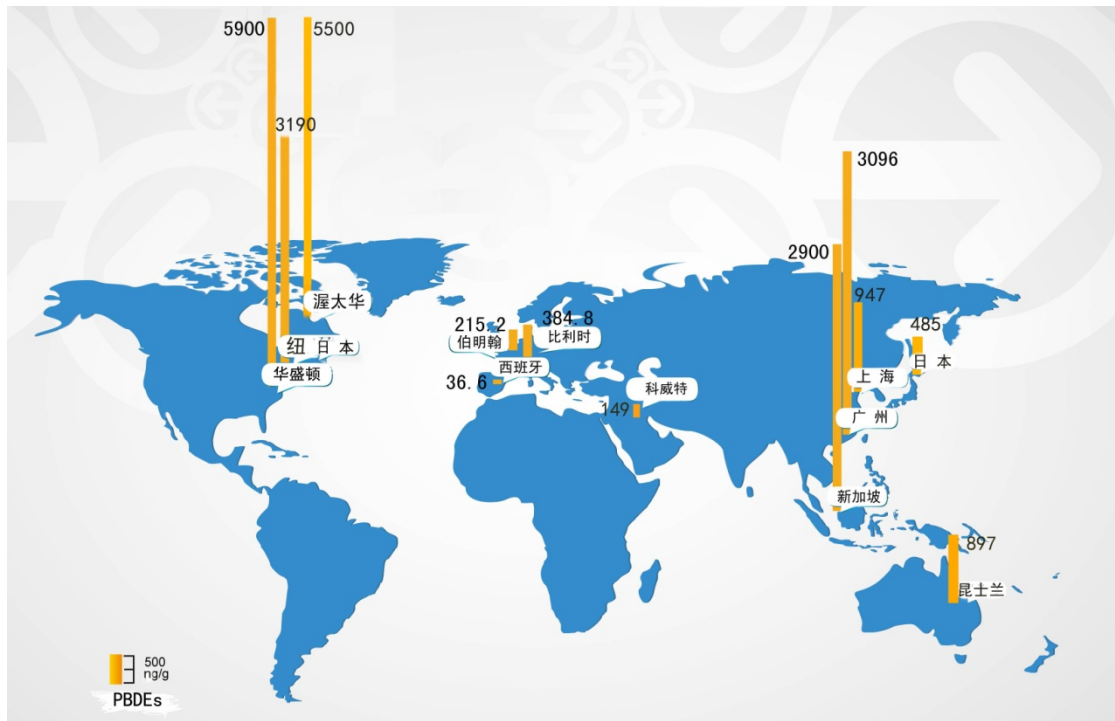 5900
5500
3190
3096
2900
947
485
渥太华
215.2
384.8
伯明翰
比利时
日 本
纽 日 本
华盛顿
西班牙
36.6
上 海
科威特
149
广 州
新加坡
897
昆士兰
500
ng/g
PBDEs